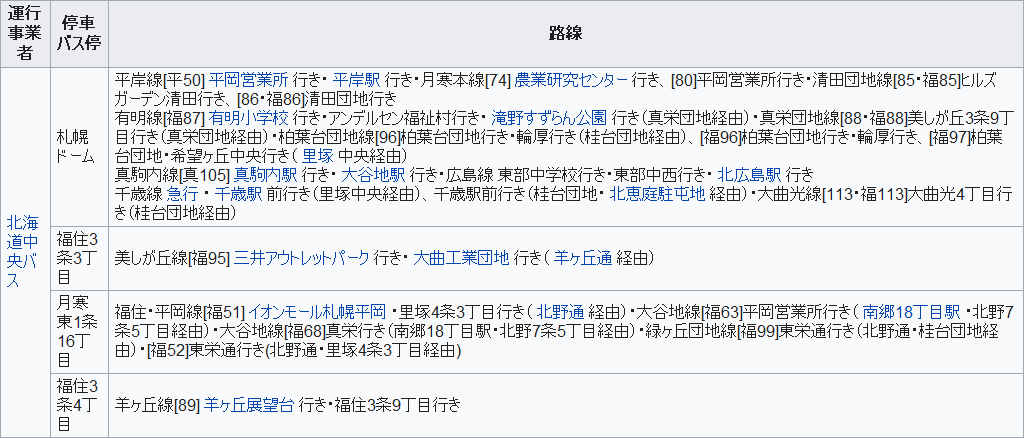 運行
事業
者
停車
バス停
路線
北海
道中
央バ
ス
札幌
ドーム
平岸線[平50] 平岡営業所 行き・ 平岸駅 行き・月寒本線[74] 農業研究センター 行き、[80]平岡営業所行き・清田団地線[85・福85]ヒルズ
ガーデン清田行き、[86・福86]清田団地行き
有明線[福87] 有明小学校 行き・アンデルセン福祉村行き・ 滝野すずらん公園 行き(真栄団地経由)・真栄団地線[88・福88]美しが丘3条9丁
目行き(真栄団地経由)・柏葉台団地線[96]柏葉台団地行き・輪厚行き(桂台団地経由)、[福96]柏葉台団地行き・輪厚行き、[福97]柏葉
台団地・希望ヶ丘中央行き( 里塚 中央経由)
真駒内線[真105] 真駒内駅 行き・ 大谷地駅 行き・広島線 東部中学校行き・東部中西行き・ 北広島駅 行き
千歳線 急行 ・ 千歳駅 前行き(里塚中央経由)、千歳駅前行き(桂台団地・ 北恵庭駐屯地 経由)・大曲光線[113・福113]大曲光4丁目行
き(桂台団地経由)
福住3
条3丁
目
美しが丘線[福95] 三井アウトレットパーク 行き・ 大曲工業団地 行き( 羊ヶ丘通 経由)
月寒
東1条
16丁
目
福住・平岡線[福51] イオンモール札幌平岡 ・里塚4条3丁目行き( 北野通 経由)・大谷地線[福63]平岡営業所行き( 南郷18丁目駅 ・北野7
条5丁目経由)・大谷地線[福68]真栄行き(南郷18丁目駅・北野7条5丁目経由)・緑ヶ丘団地線[福99]東栄通行き(北野通・桂台団地経
由)・[福52]東栄通行き(北野通・里塚4条3丁目経由)
福住3
条4丁
目
羊ヶ丘線[89] 羊ヶ丘展望台 行き・福住3条9丁目行き